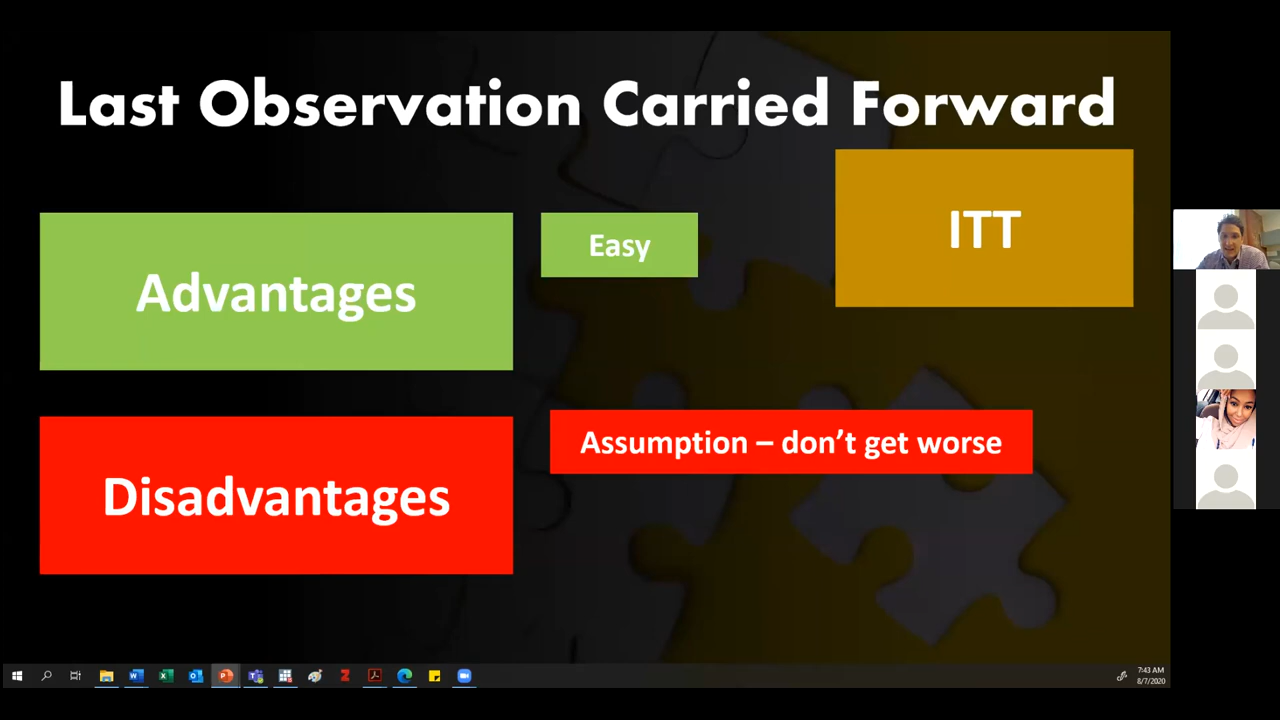 Last Observation Carried Forward
ITT
Easy
Advantages
Assumption – don't get worse
Disadvantages
7:43 AM
8/7/2020